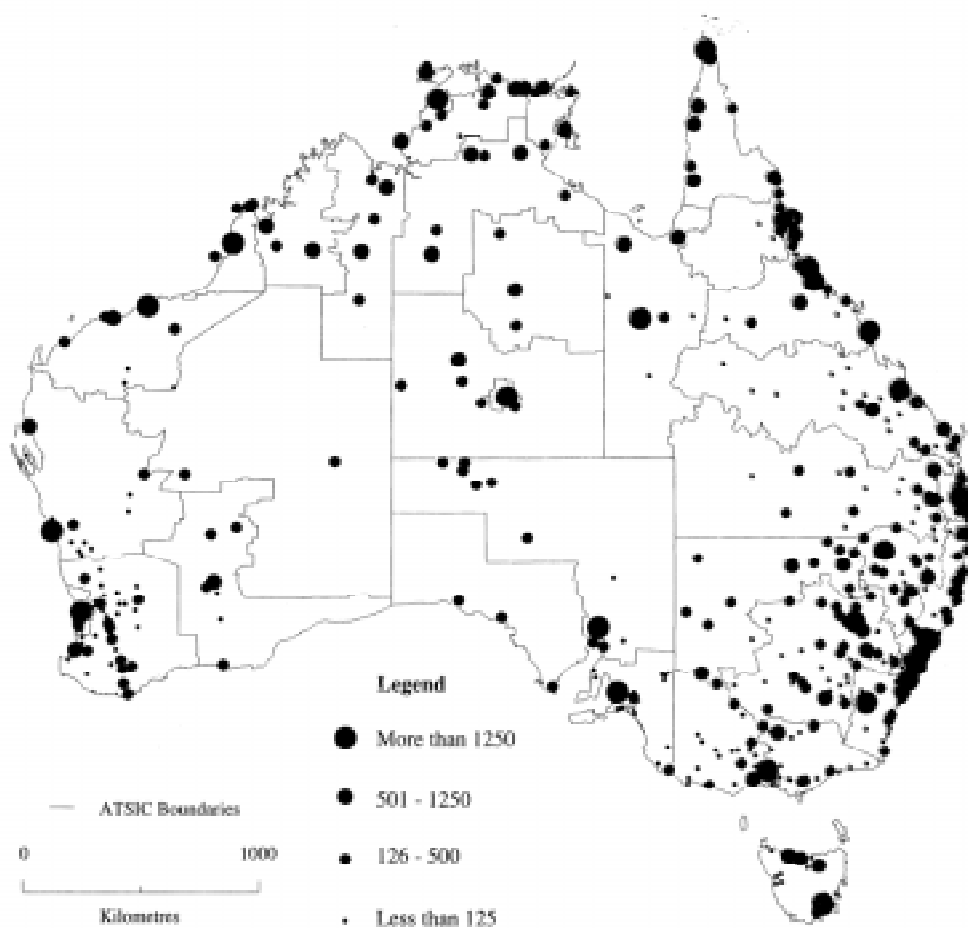 Legend
More than 1250
501 - 1250
126 - 500
Less than 125
ATSIC Boundaries
0 1000
Kilometres